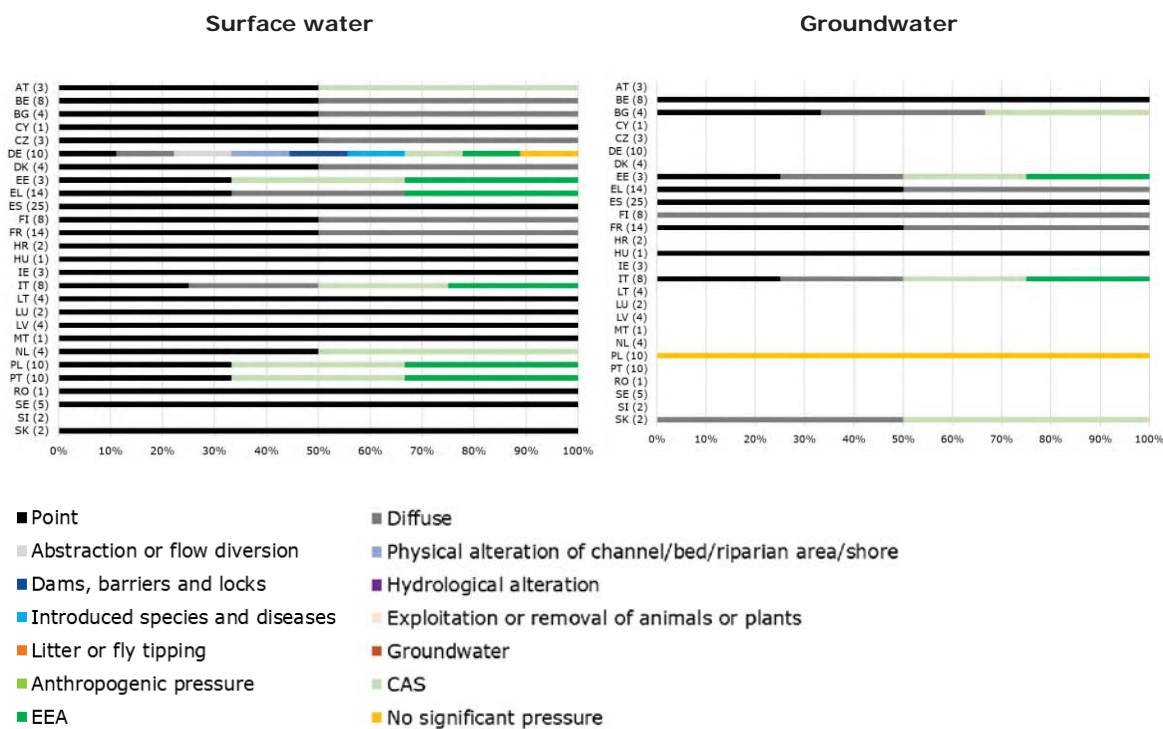 Surface water
Groundwater
AT (3)
BE (8)
BG (4)
CY (1)
CZ (3)
DE (10)
DK (4)
EE (3)
EL (14)
ES (25)
FI (8)
FR (14)
HR (2)
HU (1)
IE (3)
IT (8)
LT (4)
LU (2)
LV (4)
MT (1)
NL (4)
PL (10)
PT (10)
RO (1)
SE (5)
SI (2)
SK (2)
0% 10% 20% 30% 40% 50% 60% 70% 80% 90% 100%
AT (3)
BE (8)
BG (4)
CY (1)
CZ (3)
DE (10)
DK (4)
EE (3)
EL (14)
ES (25)
FI (8)
FR (14)
HR (2)
HU (1)
IE (3)
IT (8)
LT (4)
LU (2)
LV (4)
MT (1)
NL (4)
PL (10)
PT (10)
RO (1)
SE (5)
SI (2)
SK (2)
0% 10% 20% 30% 40% 50% 60% 70% 80% 90% 100%
Point
Diffuse
Abstraction or flow diversion
Physical alteration of channel/bed/riparian area/shore
Dams, barriers and locks
Hydrological alteration
Introduced species and diseases
Exploitation or removal of animals or plants
Litter or fly tipping
Groundwater
Anthropogenic pressure
CAS
EEA
No significant pressure